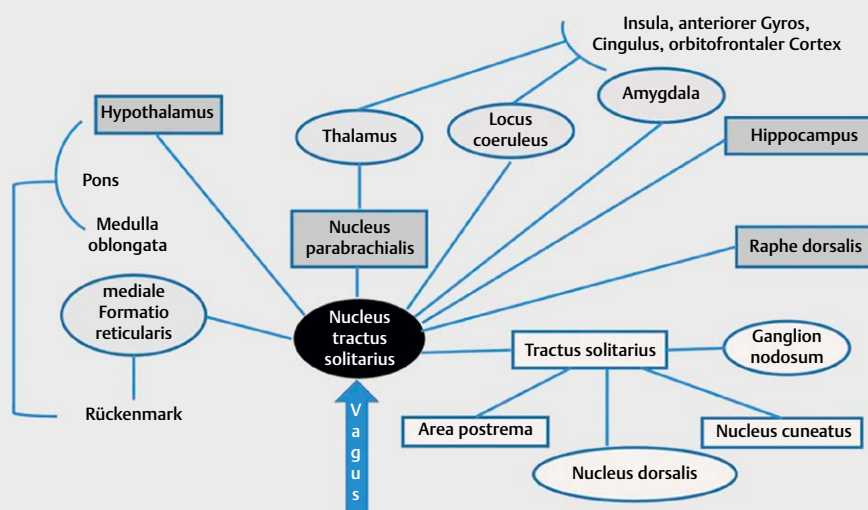 Insula, anteriorer Gyros,
Cingulus, orbitofrontaler Cortex
Hypothalamus
Thalamus
Locus
coeruleus
Amygdala
Hippocampus
Pons
Medulla
oblongata
Nucleus
parabrachialis
Raphe dorsalis
mediale
Formatio
reticularis
Nucleus
tractus
solitarius
Tractus solitarius
Ganglion
nodosum
Rückenmark
Vagus
Area postrema
Nucleus cuneatus
Nucleus dorsalis